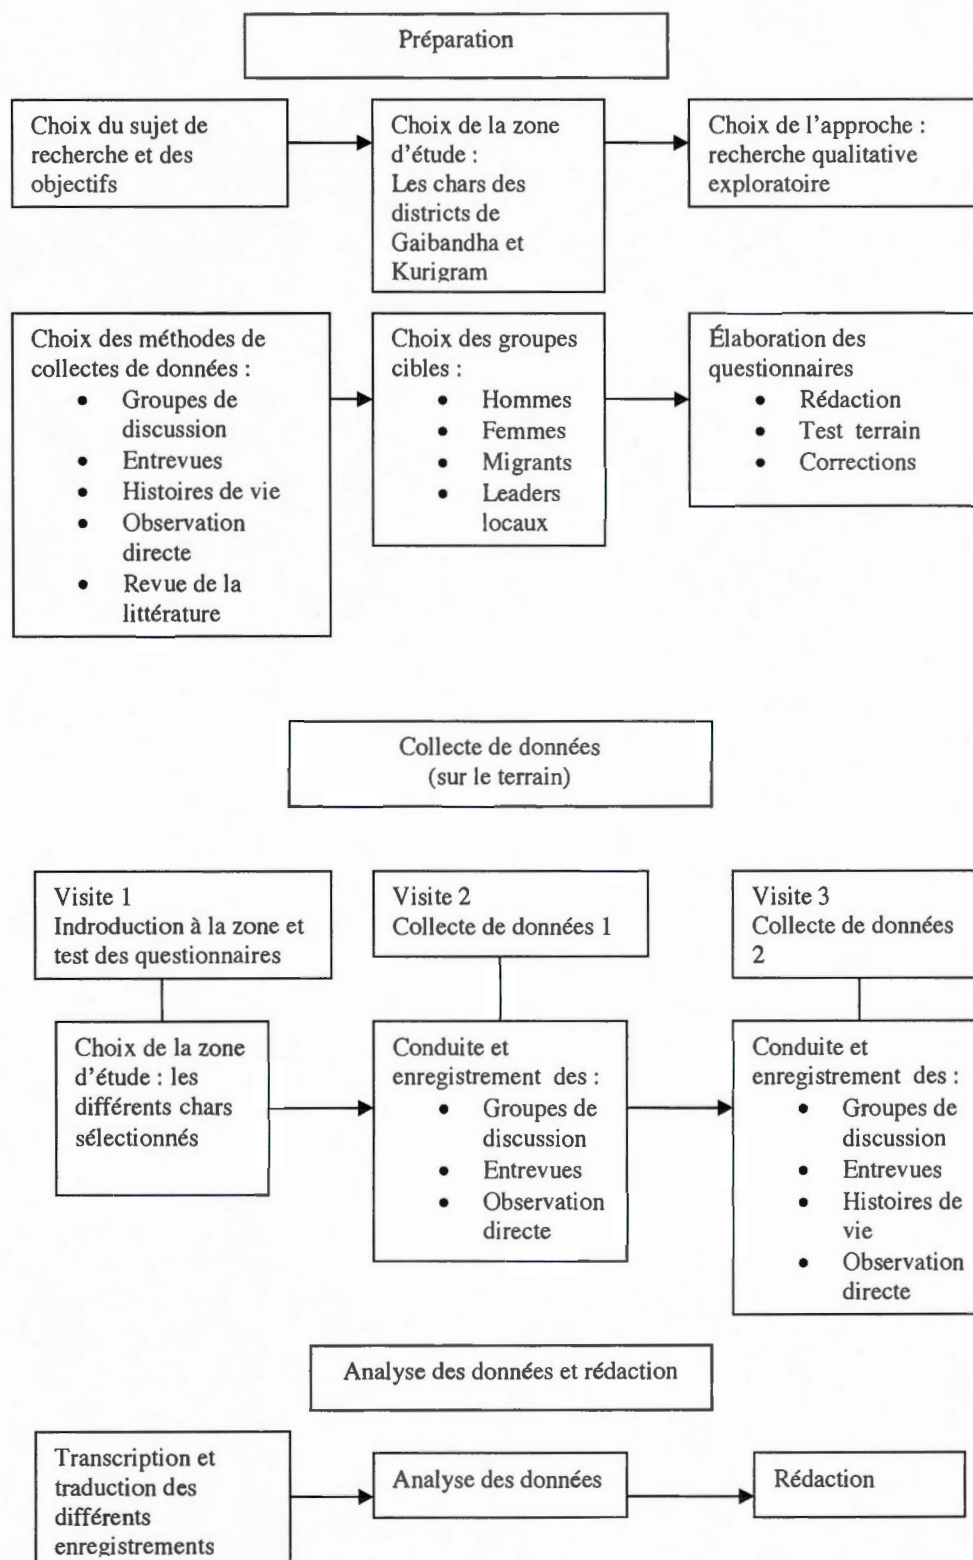 Préparation
Choix du sujet de
recherche et des
objectifs
Choix de la zone
d'étude :
Les chars des
districts de
Gaibandha et
Kurigram
Choix de l'approche :
recherche qualitative
exploratoire
Choix des méthodes de
collectes de données :
• Groupes de
discussion
• Entrevues
• Histoires de vie
• Observation
directe
• Revue de la
littérature
Choix des groupes
cibles :
• Hommes
• Femmes
• Migrants
• Leaders
locaux
Élaboration des
questionnaires
• Rédaction
• Test terrain
• Corrections
Collecte de données
(sur le terrain)
Visite 1
Indroduction à la zone et
test des questionnaires
Visite 2
Collecte de données 1
Visite 3
Collecte de données
2
Choix de la zone
d'étude : les
différents chars
sélectionnés
Conduite et
enregistrement des :
• Groupes de
discussion
• Entrevues
• Observation
directe
Conduite et
enregistrement des :
• Groupes de
discussion
• Entrevues
• Histoires de
vie
• Observation
directe
Analyse des données et rédaction
Transcription et
traduction des
différents
enregistrements
Analyse des données
Rédaction